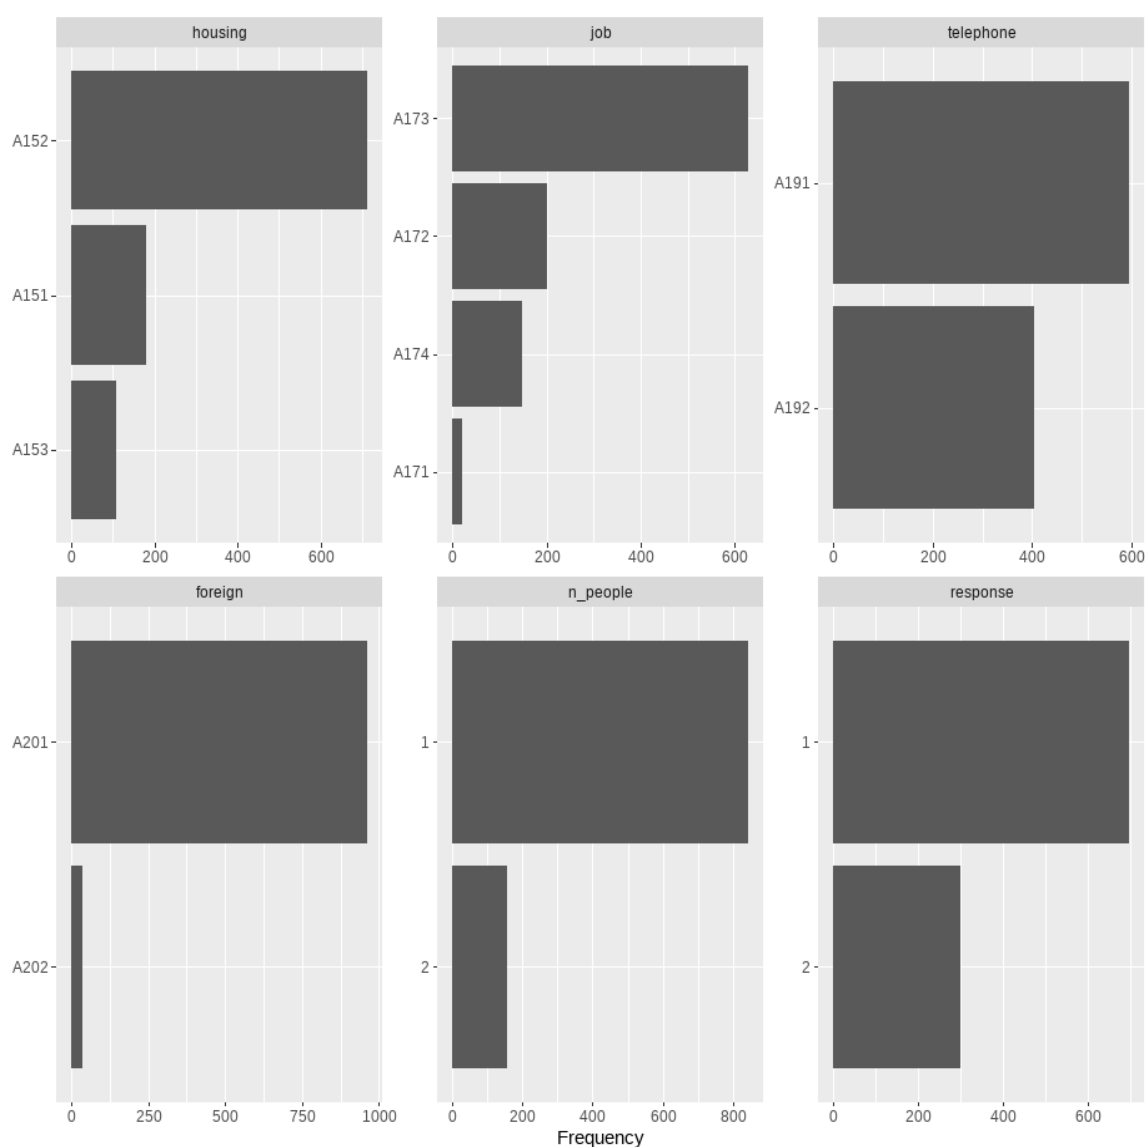 housing job telephone
A152
A151
A153
A173
A172
A174
A171
A191
A192
0 200 400 600
0 200 400 600
0 200 400 600
foreign n_people response
A201
A202
1
2
1
2
0 250 500 750 1000
0 200 400 600 800
0 200 400 600
Frequency